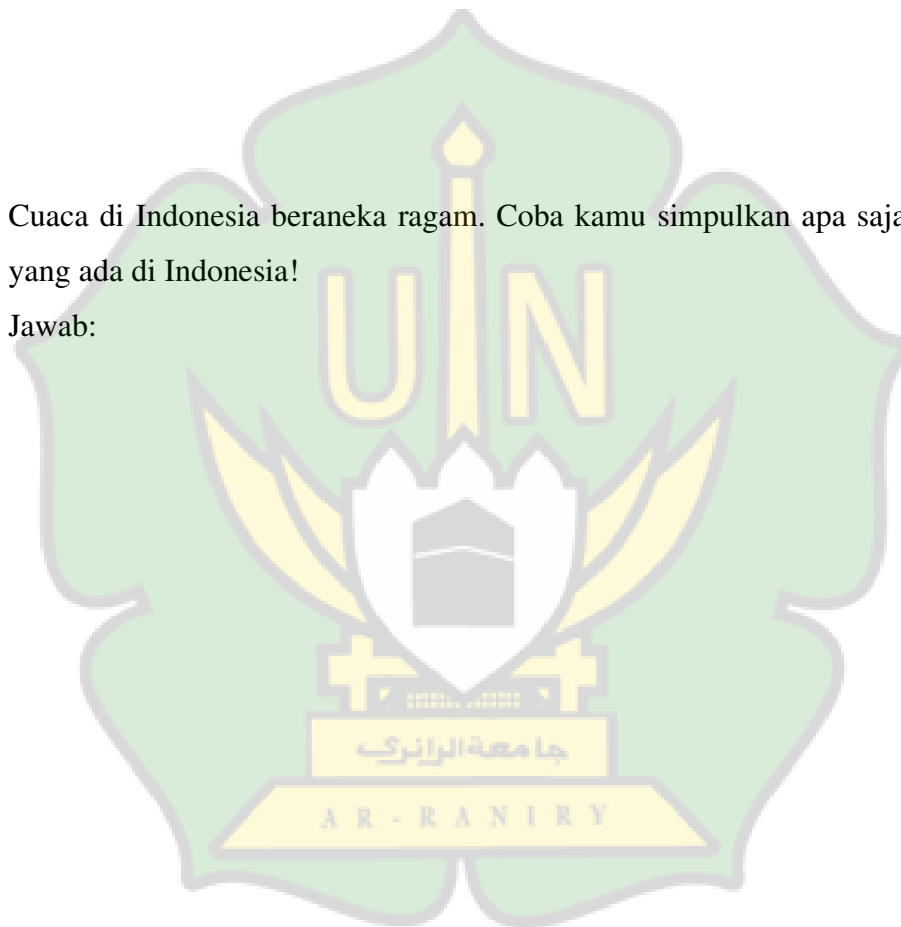 Cuaca di Indonesia beraneka ragam. Coba kamu simpulkan apa saja
yang ada di Indonesia!
Jawab:
UIN
جامعة الرانري
AR-RANIRY